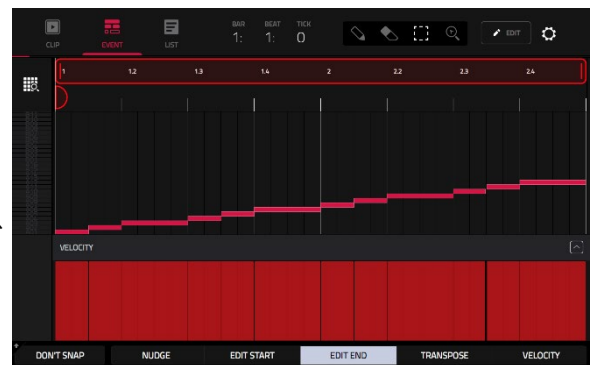 BAR BEAT TICK
1: 1: 0
EDIT
CLIP EVENT LIST
1 1.2 1.3 1.4 2 2.2 2.3 2.4
VELOCITY
DON'T SNAP NUDGE EDIT START EDIT END TRANSPOSE VELOCITY